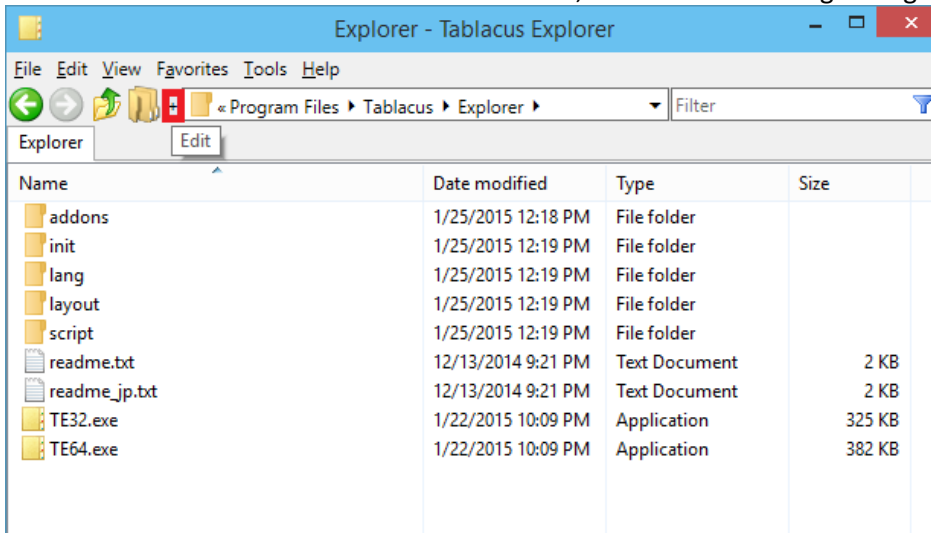 Explorer - Tablacus Explorer
File Edit View Favorites Tools Help
« Program Files Tablacus Explorer Filter
Explorer Edit
Name Date modified Type Size
addons 1/25/2015 12:18 PM File folder
init 1/25/2015 12:19 PM File folder
lang 1/25/2015 12:19 PM File folder
layout 1/25/2015 12:19 PM File folder
script 1/25/2015 12:19 PM File folder
readme.txt 12/13/2014 9:21 PM Text Document 2 KB
readme_jp.txt 12/13/2014 9:21 PM Text Document 2 KB
TE32.exe 1/22/2015 10:09 PM Application 325 KB
TE64.exe 1/22/2015 10:09 PM Application 382 KB